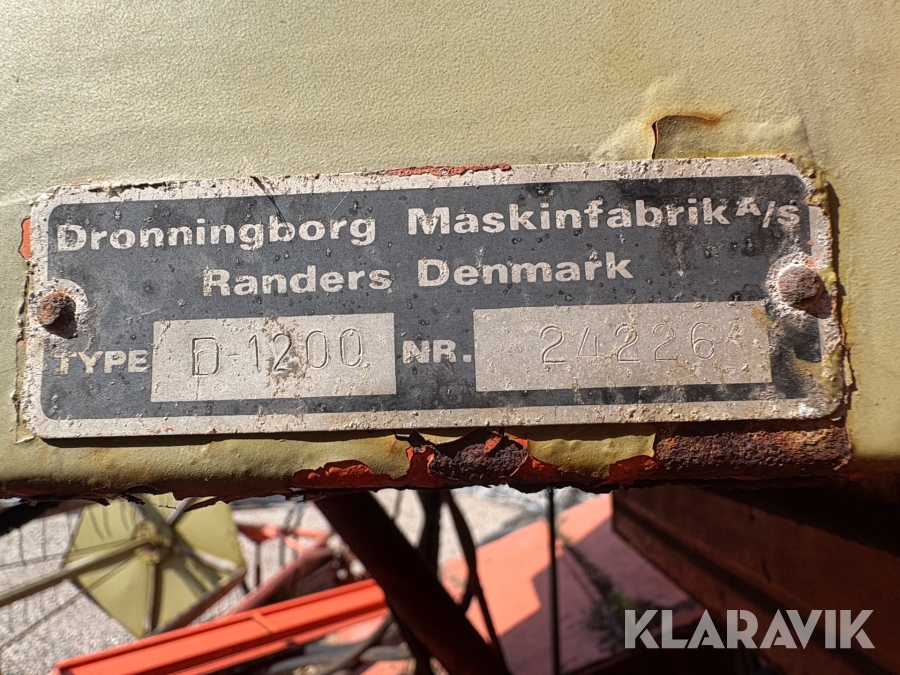 Dronningborg Maskinfabrik A/s
Randers Denmark
TYPE D-1200 NR. 24226
KLARAVIK